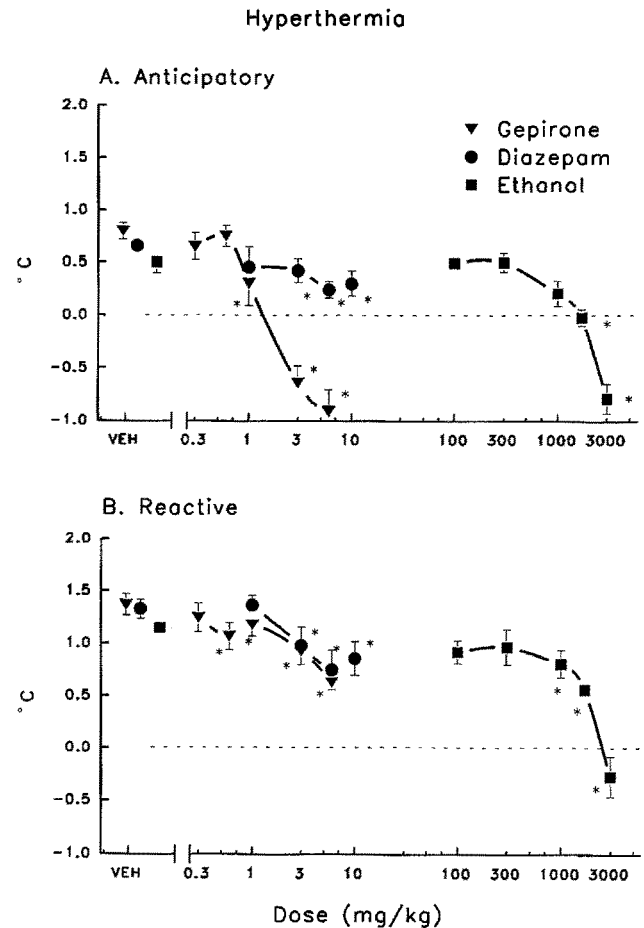 Hyperthermia
A. Anticipatory
2.0
1.5
1.0
0.5
0.0
-0.5
-1.0
°C
▼ Gepirone
● Diazepam
■ Ethanol
* * * * * * * *
VEH 0.3 1 3 10 100 300 1000 3000
B. Reactive
2.0
1.5
1.0
0.5
0.0
-0.5
-1.0
°C
* * * * * * * * * *
VEH 0.3 1 3 10 100 300 1000 3000
Dose (mg/kg)